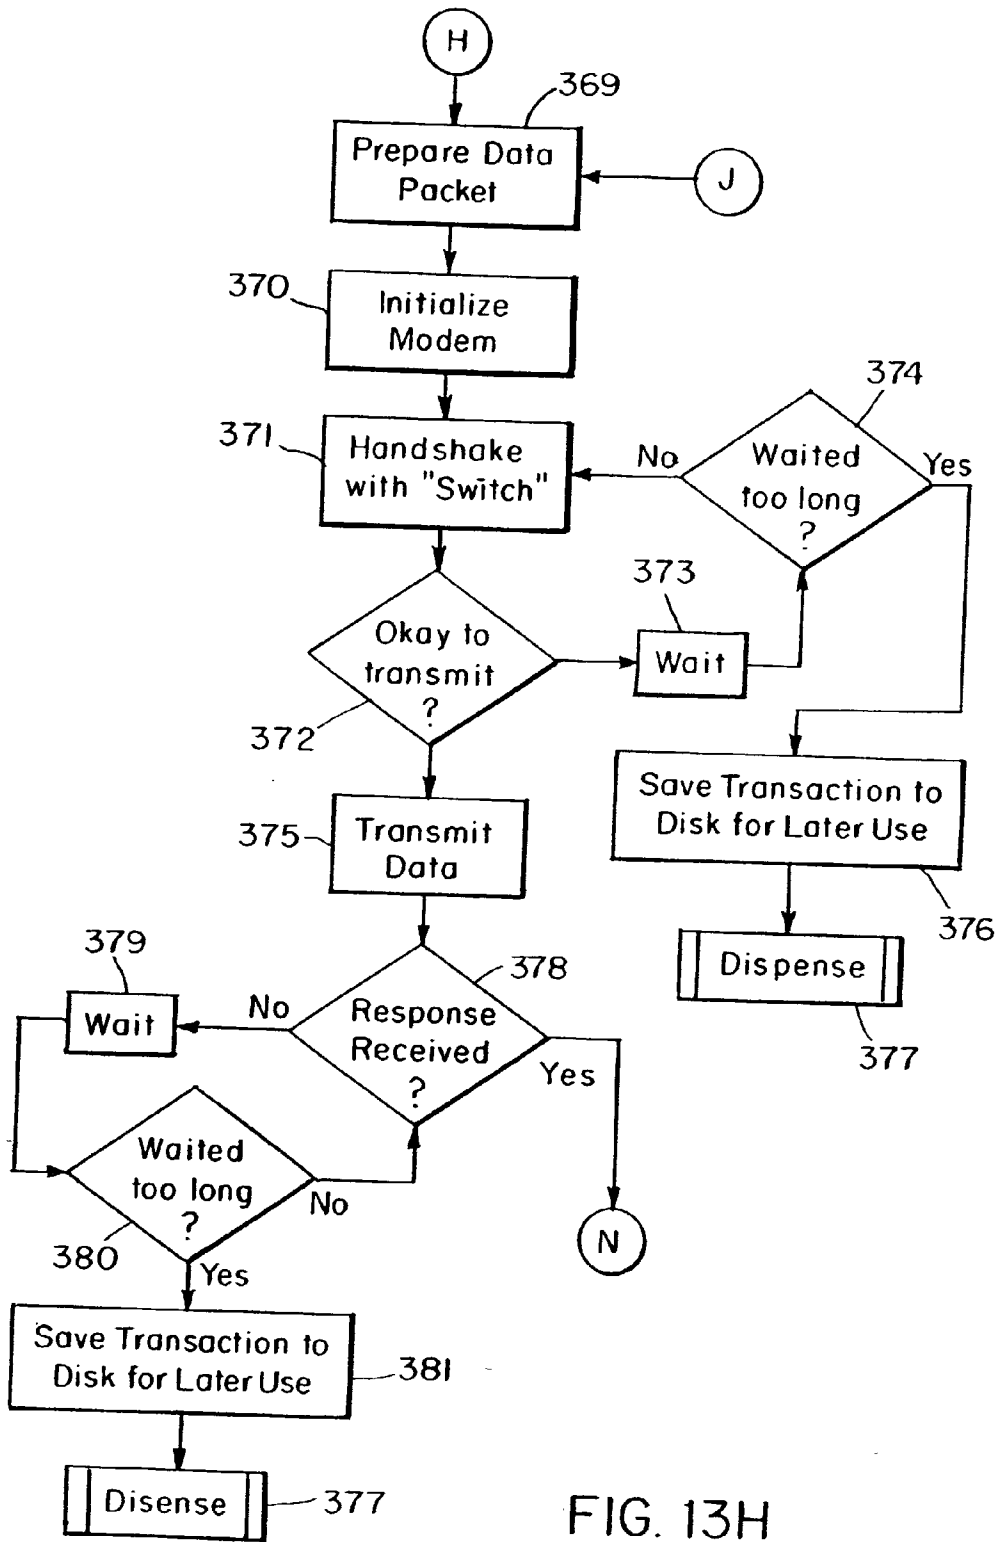 H
369
Prepare Data
Packet
J
370
Initialize
Modem
371
Handshake
with "Switch"
374
Waited
too long
?
No
Yes
373
Wait
Okay to
transmit
?
372
375
Transmit
Data
Save Transaction to
Disk for Later Use
376
Dispense
377
379
Wait
No
378
Response
Received
?
Yes
Waited
too long
?
No
380
Yes
N
Save Transaction to
Disk for Later Use
381
Disense
377
FIG. 13H